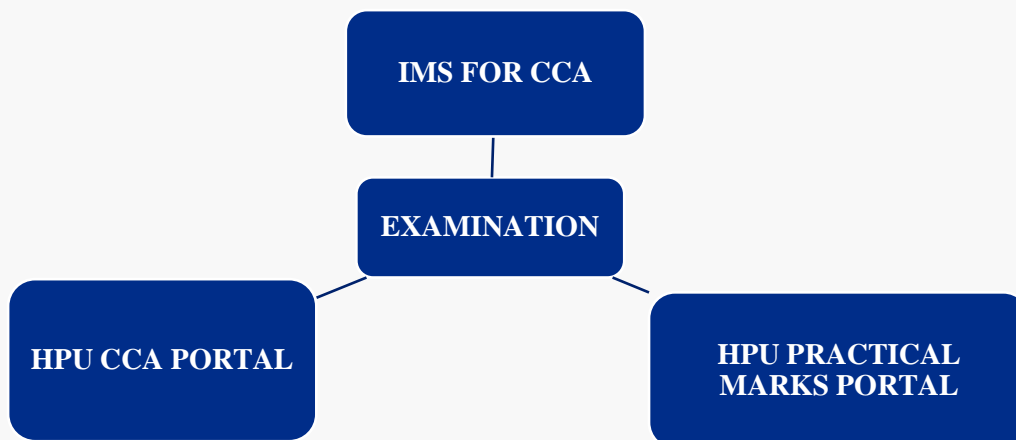 IMS FOR CCA
EXAMINATION
HPU CCA PORTAL
HPU PRACTICAL
MARKS PORTAL